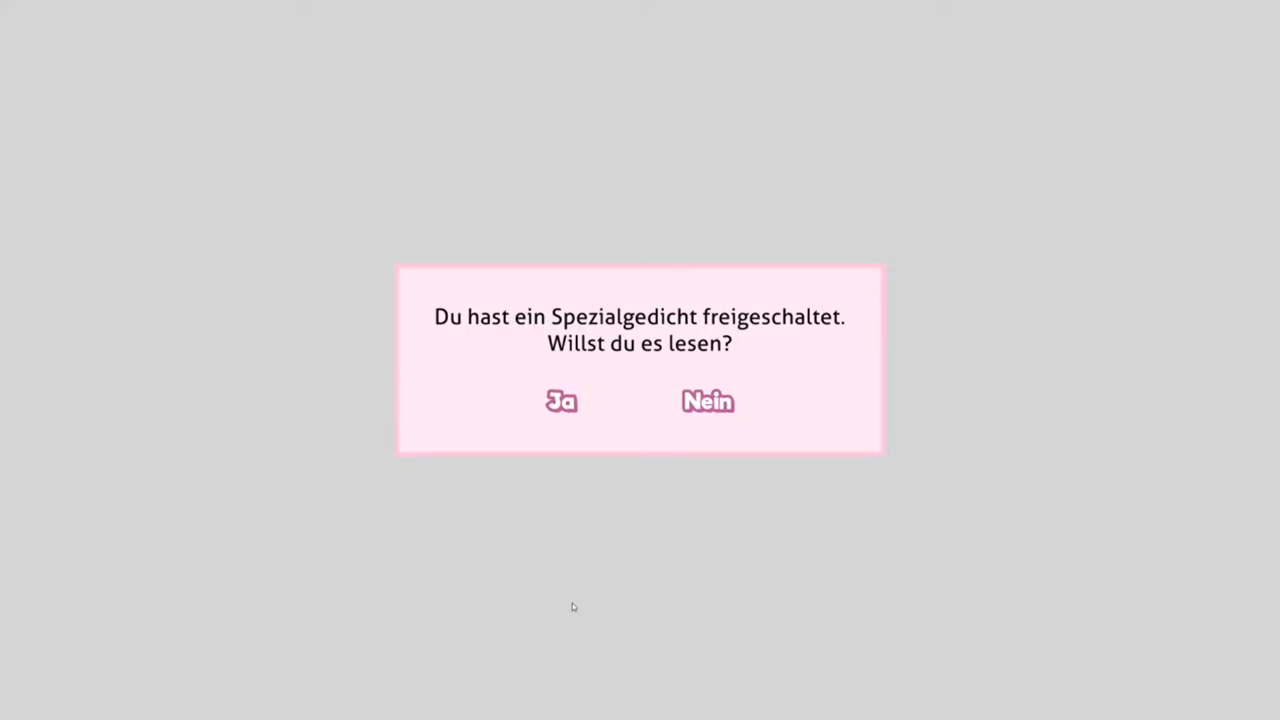 Du hast ein Spezialgedicht freigeschaltet.
Willst du es lesen?
Ja Nein